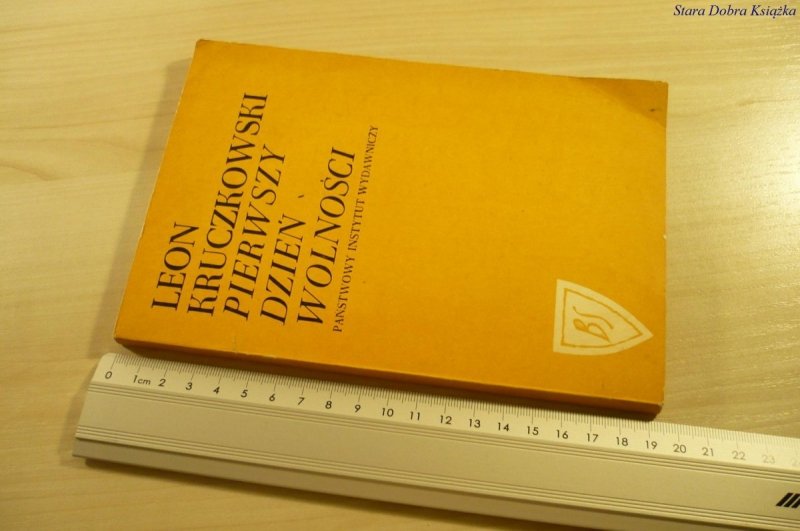 Stara Dobra Książka
LEON
KRUCZKOWSKI
PIERWSZY
DZIEŃ
WOLNOŚCI
PAŃSTWOWY INSTYTUT WYDAWNICZY
BS
0 1cm 2 3 4 5 6 7 8 9 10 11 12 13 14 15 16 17 18 19 20 21 22 23